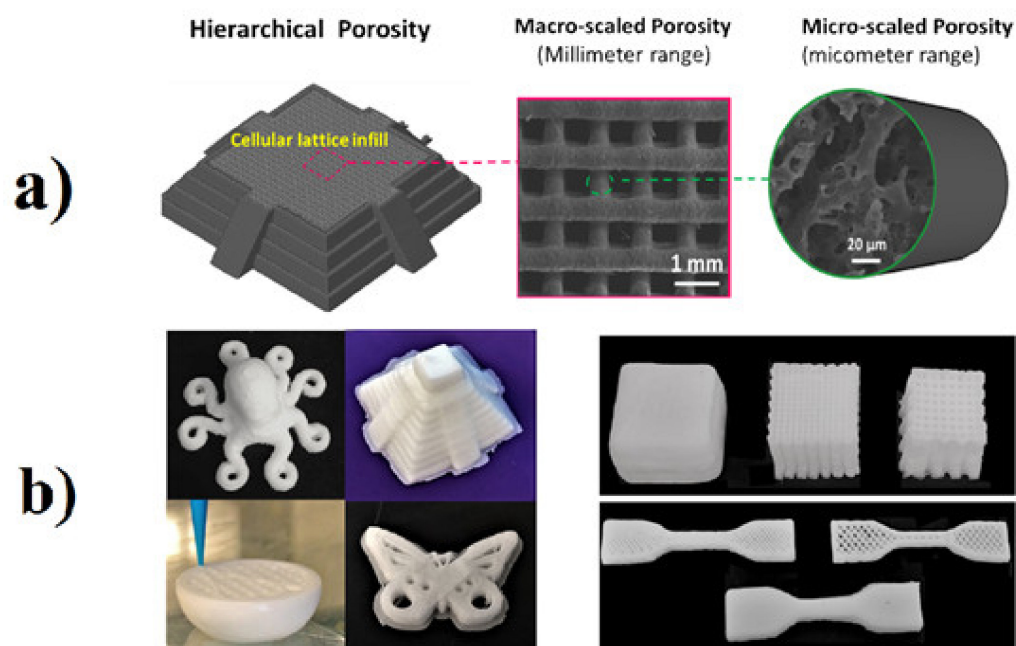 Hierarchical Porosity
Macro-scaled Porosity
(Millimeter range)
Micro-scaled Porosity
(micometer range)
Cellular lattice infill
a)
1 mm
20 µm
b)